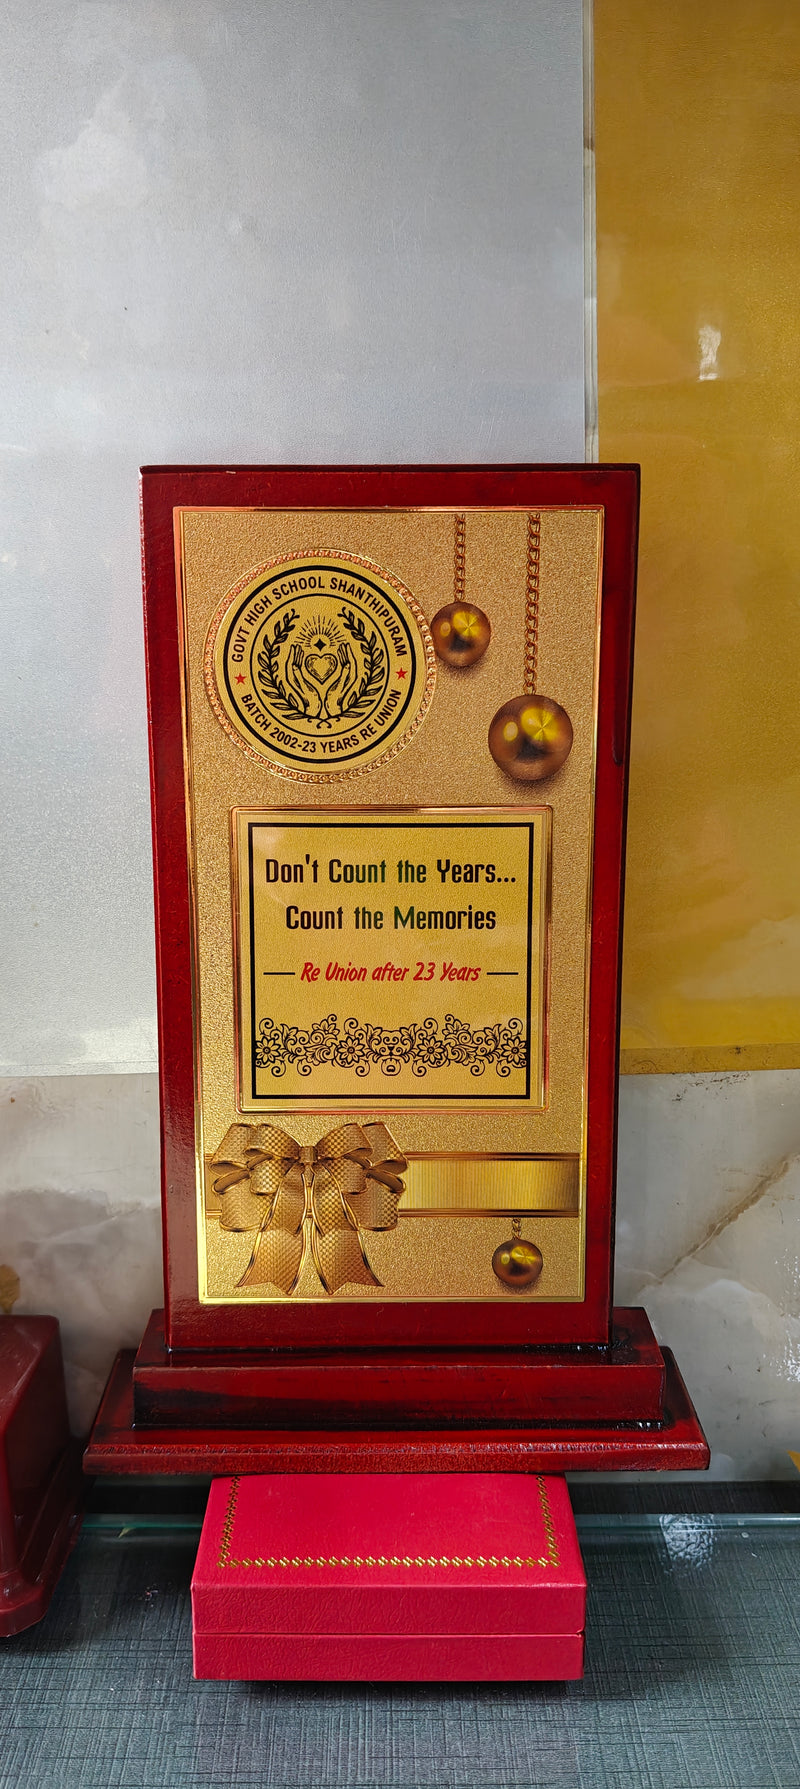 GOVT HIGH SCHOOL SHANTHIPURAM
BATCH 2002-23 YEARS RE UNION
Don't Count the Years...
Count the Memories
Re Union after 23 Years